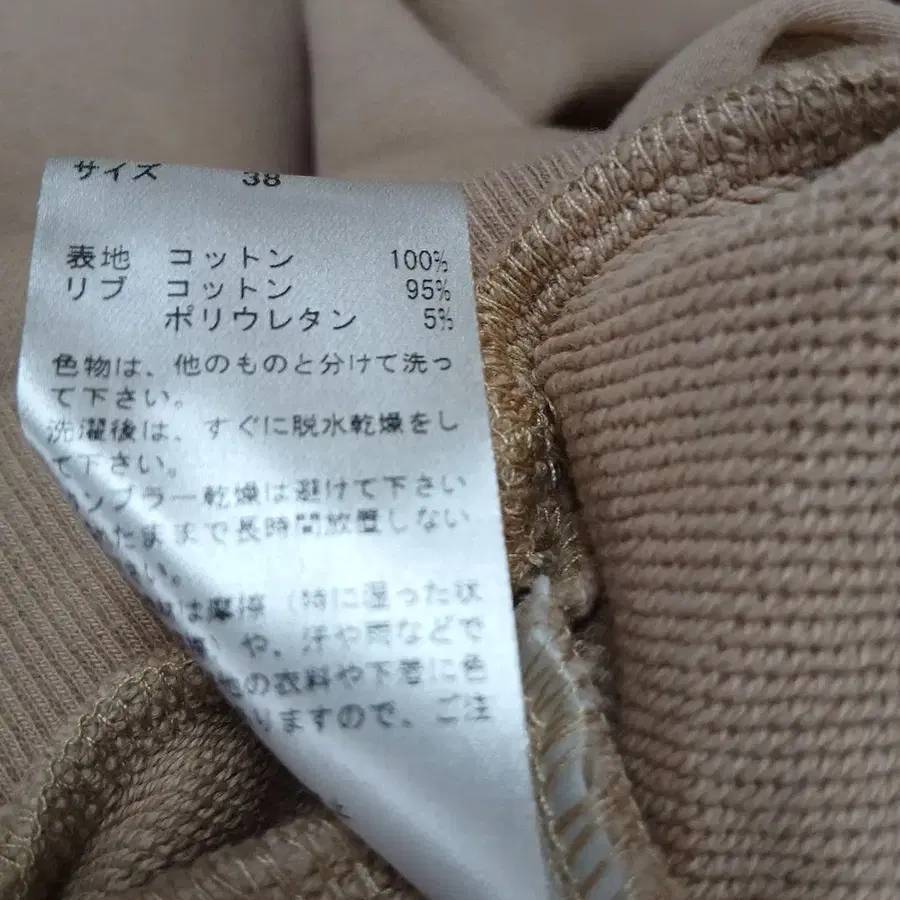 サイズ 38
表地 コットン 100%
リブ コットン 95%
ポリウレタン 5%
色物は、他のものと分けて洗っ
て下さい。
洗濯後は、すぐに脱水乾燥をし
て下さい。
ンブラー乾燥は避けて下さい
たままで長時間放置しない
い。
は摩擦（特に湿った状
や、汗や雨などで
他の衣料や下着に色
りますので、ご注